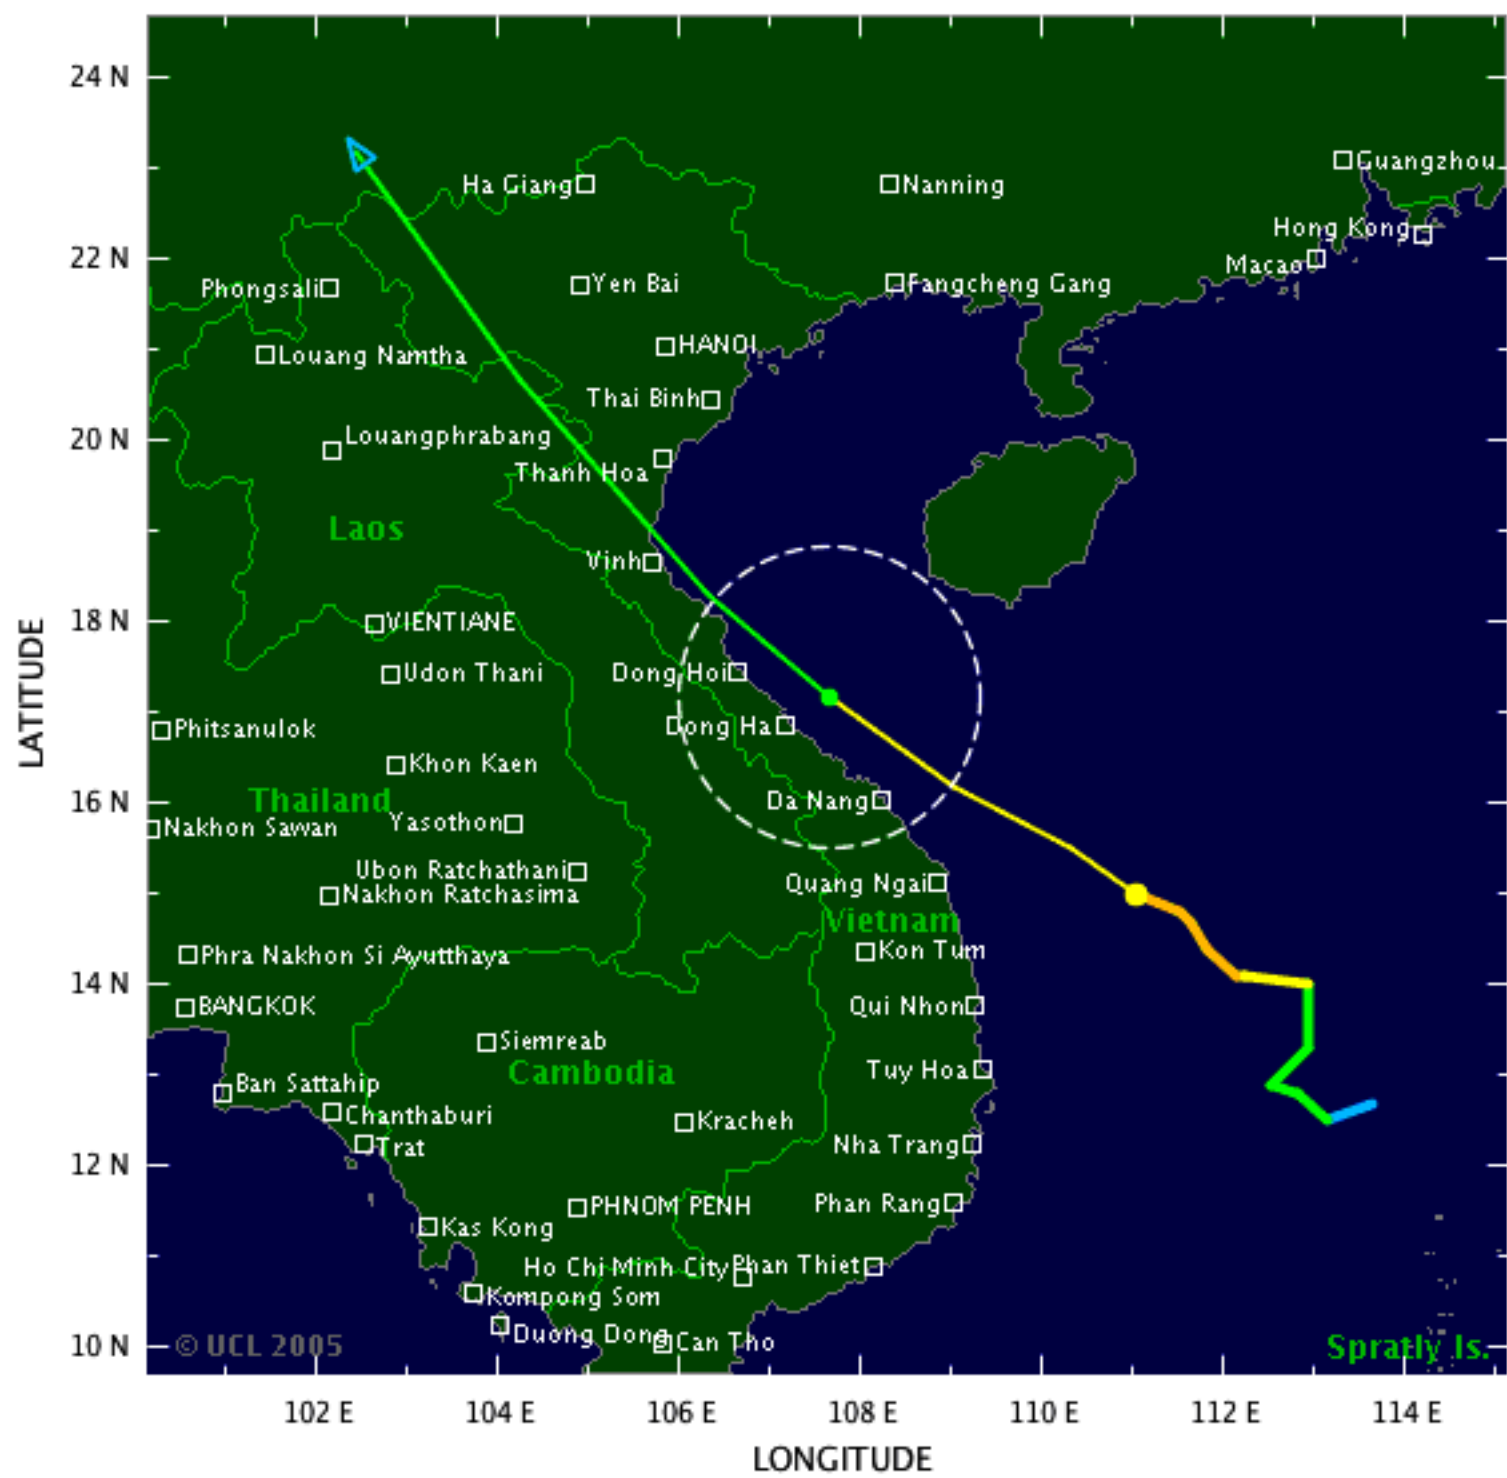 24 N
Guangzhou
Ha Giang
Nanning
Hong Kong
22 N
Macao
Phongsali
Yen Bai
Fangcheng Gang
HANOI
Louang Namtha
Thai Binh
20 N
Louangphrabang
Thanh Hoa
Laos
Vinh
18 N
VIENTIANE
LATITUDE
Udon Thani
Dong Hoi
Phitsanulok
Dong Ha
Khon Kaen
16 N
Thailand
Da Nang
Nakhon Sawan
Yasothon
Ubon Ratchathani
Quang Ngai
Nakhon Ratchasima
Vietnam
Phra Nakhon Si Ayutthaya
Kon Tum
14 N
BANGKOK
Qui Nhon
Siemreab
Cambodia
Tuy Hoa
Ban Sattahip
Chanthaburi
Kracheh
Trat
Nha Trang
12 N
PHNOM PENH
Phan Rang
Kas Kong
Ho Chi Minh City
Phan Thiet
Kompong Som
Duong Dong
Can Tho
10 N
© UCL 2005
Spratly Is.
102 E 104 E 106 E 108 E 110 E 112 E 114 E
LONGITUDE